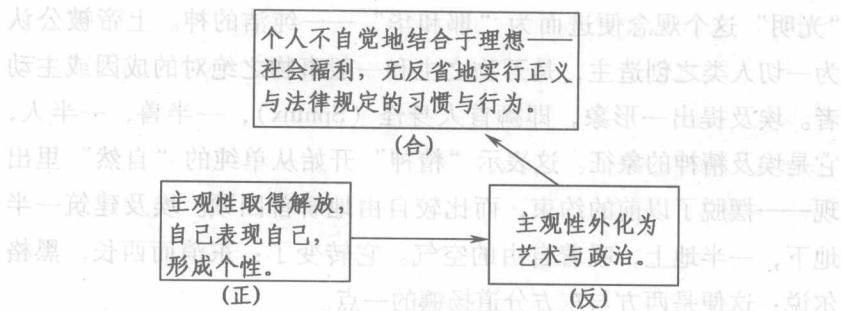 个人不自觉地结合于理想——
社会福利，无反省地实行正义
与法律规定的习惯与行为。
(合)
主观性取得解放，
自己表现自己，
形成个性。
(正)
主观性外化为
艺术与政治。
(反)